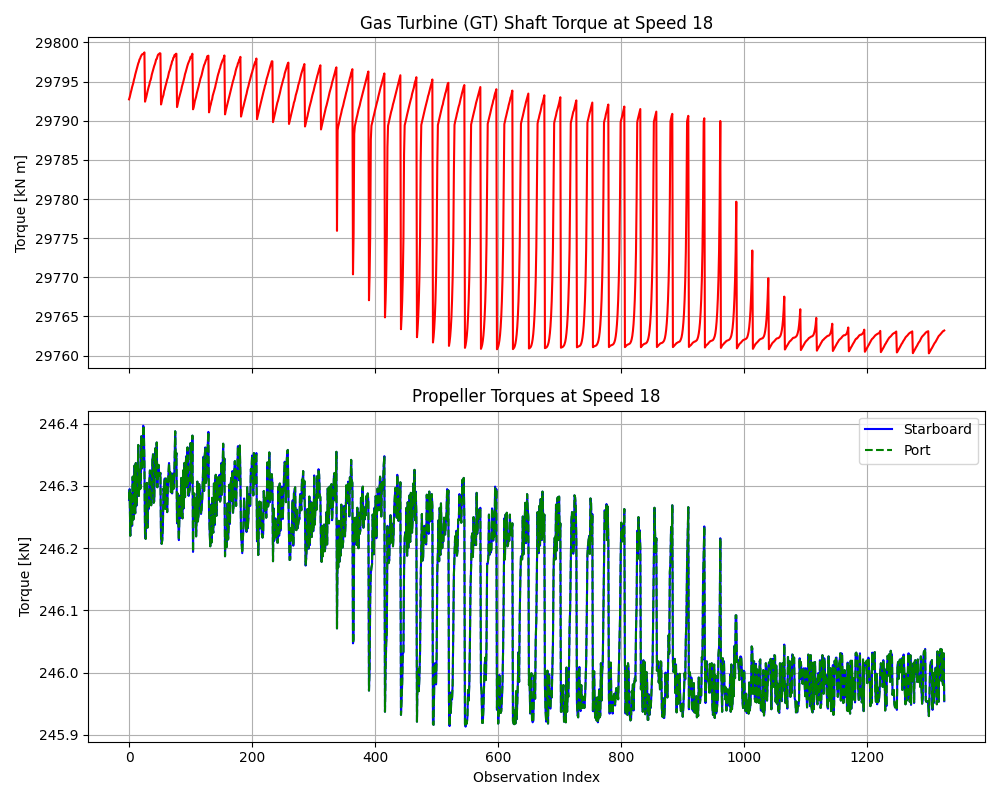 Gas Turbine (GT) Shaft Torque at Speed 18
29800
29795
29790
29785
29780
29775
29770
29765
29760
Torque [kN m]
Propeller Torques at Speed 18
246.4
246.3
246.2
246.1
246.0
245.9
Torque [kN]
Starboard
Port
0 200 400 600 800 1000 1200
Observation Index